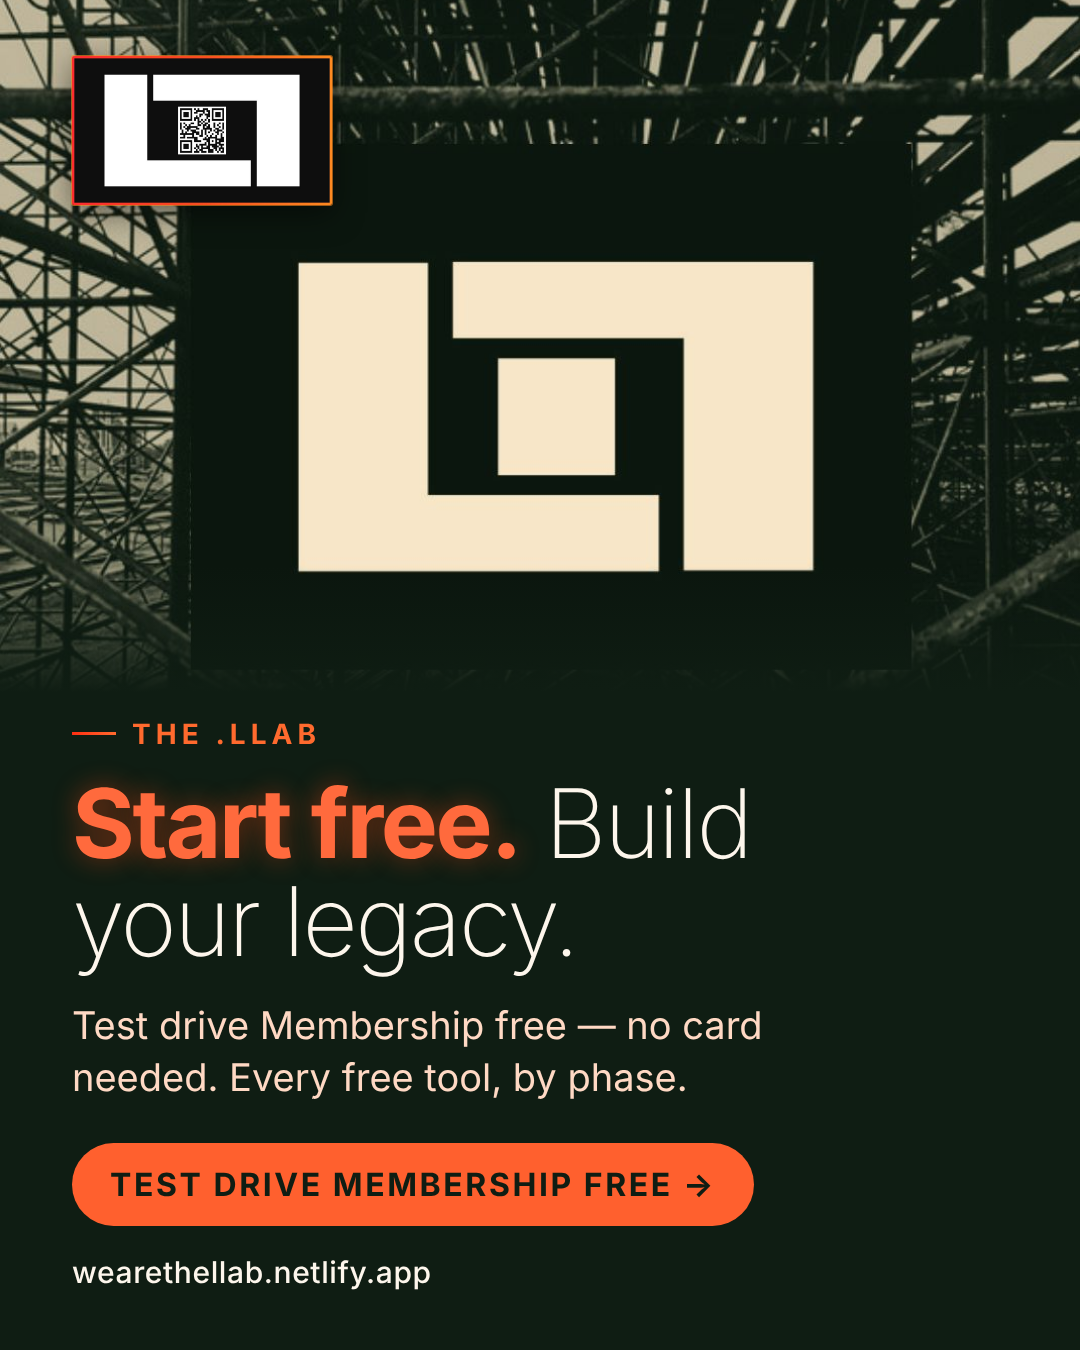 THE .LLAB
Start free. Build
your legacy.
Test drive Membership free — no card
needed. Every free tool, by phase.
TEST DRIVE MEMBERSHIP FREE →
wearethellab.netlify.app